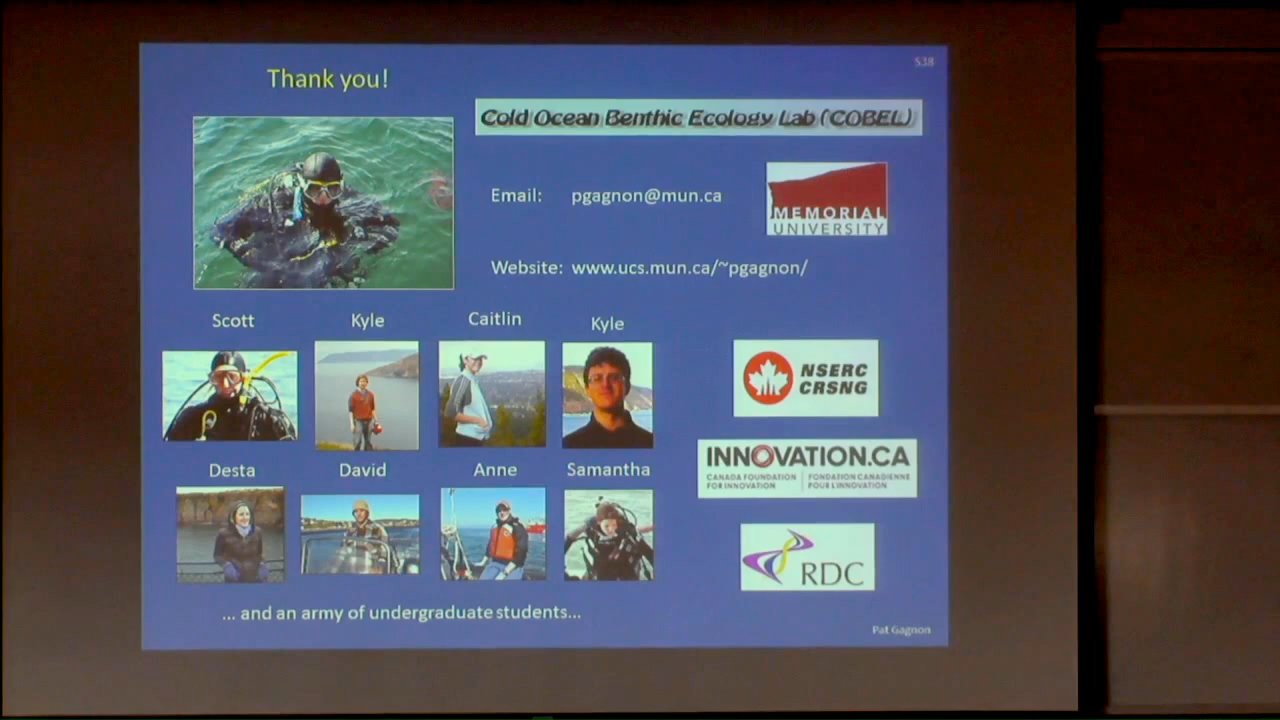 S38
Thank you!
Cold Ocean Benthic Ecology Lab (COBEL)
Email: pgagnon@mun.ca
MEMORIAL
UNIVERSITY
Website: www.ucs.mun.ca/~pgagnon/
Scott Kyle Caitlin Kyle
NSERC
CRSNG
INNOVATION.CA
CANADA FOUNDATION
FOR INNOVATION
FONDATION CANADIENNE
POUR L'INNOVATION
Desta David Anne Samantha
RDC
... and an army of undergraduate students...
Pat Gagnon